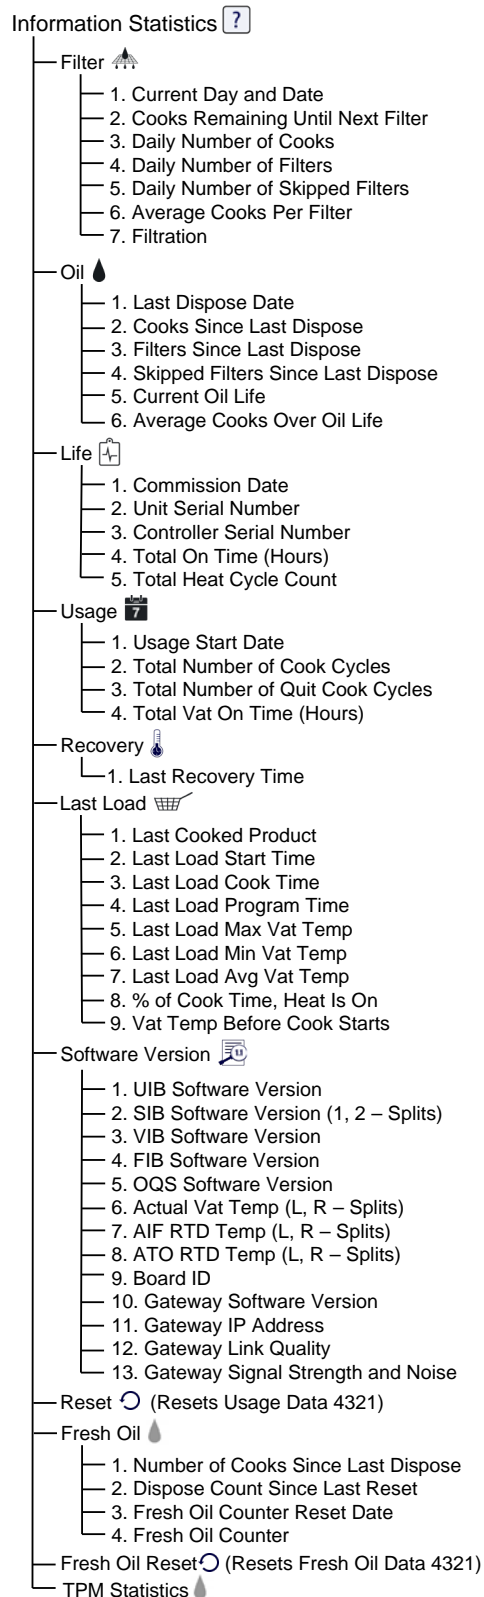 Information Statistics ?
Filter
1. Current Day and Date
2. Cooks Remaining Until Next Filter
3. Daily Number of Cooks
4. Daily Number of Filters
5. Daily Number of Skipped Filters
6. Average Cooks Per Filter
7. Filtration
Oil
1. Last Dispose Date
2. Cooks Since Last Dispose
3. Filters Since Last Dispose
4. Skipped Filters Since Last Dispose
5. Current Oil Life
6. Average Cooks Over Oil Life
Life
1. Commission Date
2. Unit Serial Number
3. Controller Serial Number
4. Total On Time (Hours)
5. Total Heat Cycle Count
Usage 7
1. Usage Start Date
2. Total Number of Cook Cycles
3. Total Number of Quit Cook Cycles
4. Total Vat On Time (Hours)
Recovery
1. Last Recovery Time
Last Load
1. Last Cooked Product
2. Last Load Start Time
3. Last Load Cook Time
4. Last Load Program Time
5. Last Load Max Vat Temp
6. Last Load Min Vat Temp
7. Last Load Avg Vat Temp
8. % of Cook Time, Heat Is On
9. Vat Temp Before Cook Starts
Software Version
1. UIB Software Version
2. SIB Software Version (1, 2 – Splits)
3. VIB Software Version
4. FIB Software Version
5. OQS Software Version
6. Actual Vat Temp (L, R – Splits)
7. AIF RTD Temp (L, R – Splits)
8. ATO RTD Temp (L, R – Splits)
9. Board ID
10. Gateway Software Version
11. Gateway IP Address
12. Gateway Link Quality
13. Gateway Signal Strength and Noise
Reset (Resets Usage Data 4321)
Fresh Oil
1. Number of Cooks Since Last Dispose
2. Dispose Count Since Last Reset
3. Fresh Oil Counter Reset Date
4. Fresh Oil Counter
Fresh Oil Reset (Resets Fresh Oil Data 4321)
TPM Statistics